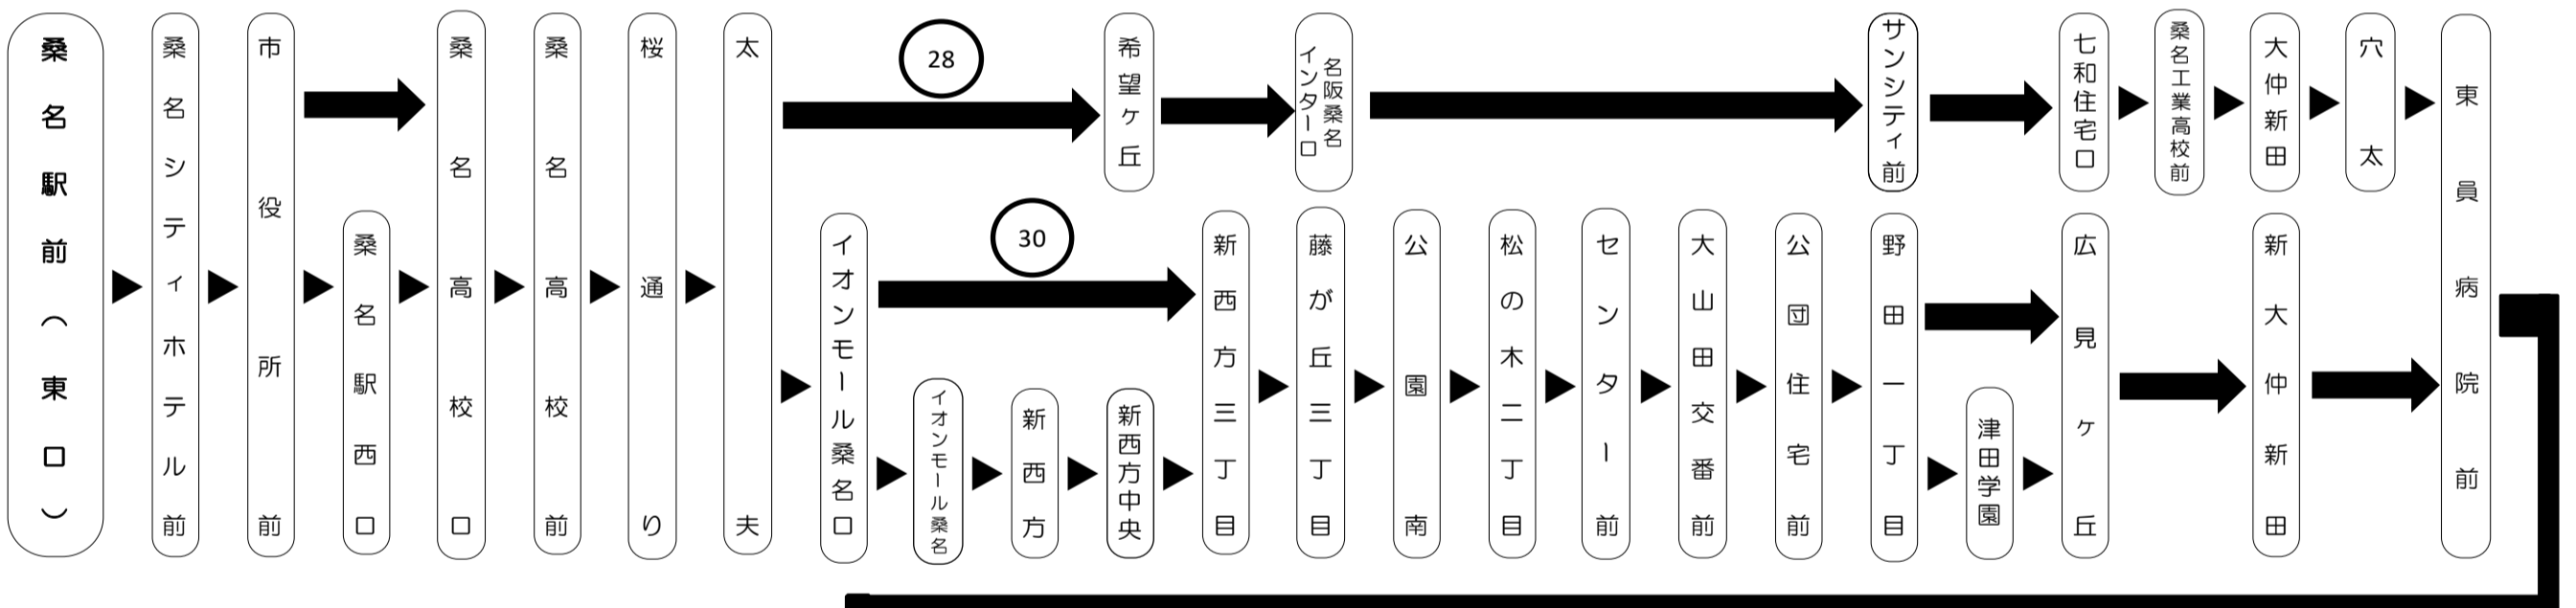 桑名駅前（東口）
桑名シティホテル前
市役所前
桑名駅西口
桑名高校口
桑名高校前
桜通り
太夫
28
希望ヶ丘
名阪桑名
インター口
サンシティ前
七和住宅口
桑名工業高校前
大仲新田
穴太
東員病院前
イオンモール桑名口
30
イオンモール桑名
新西方
新西方中央
新西方三丁目
藤が丘三丁目
公園南
松の木二丁目
センター前
大山田交番前
公団住宅前
野田一丁目
津田学園
広見ヶ丘
新大仲新田